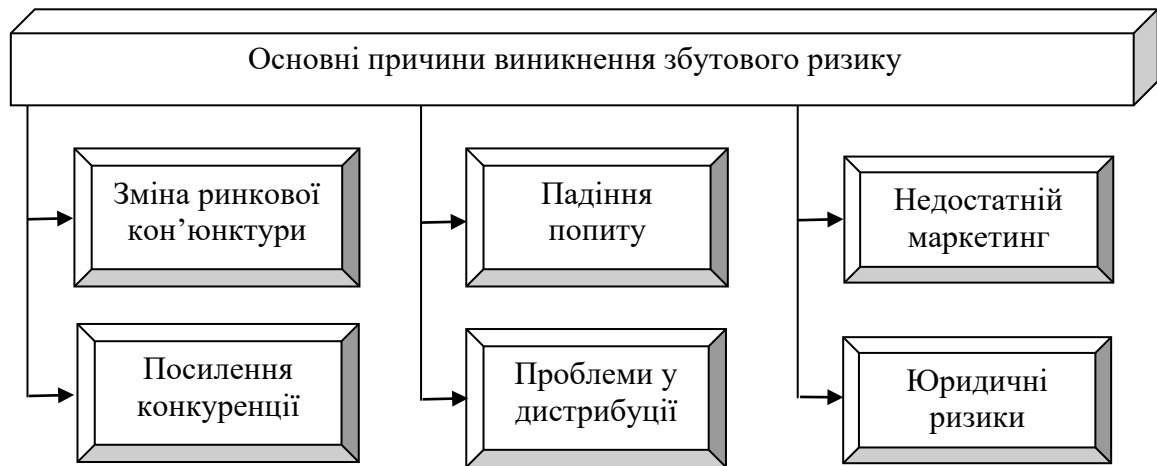 Основні причини виникнення збутового ризику
Зміна ринкової
кон’юнктури
Падіння
попиту
Недостатній
маркетинг
Посилення
конкуренції
Проблеми у
дистрибуції
Юридичні
ризики